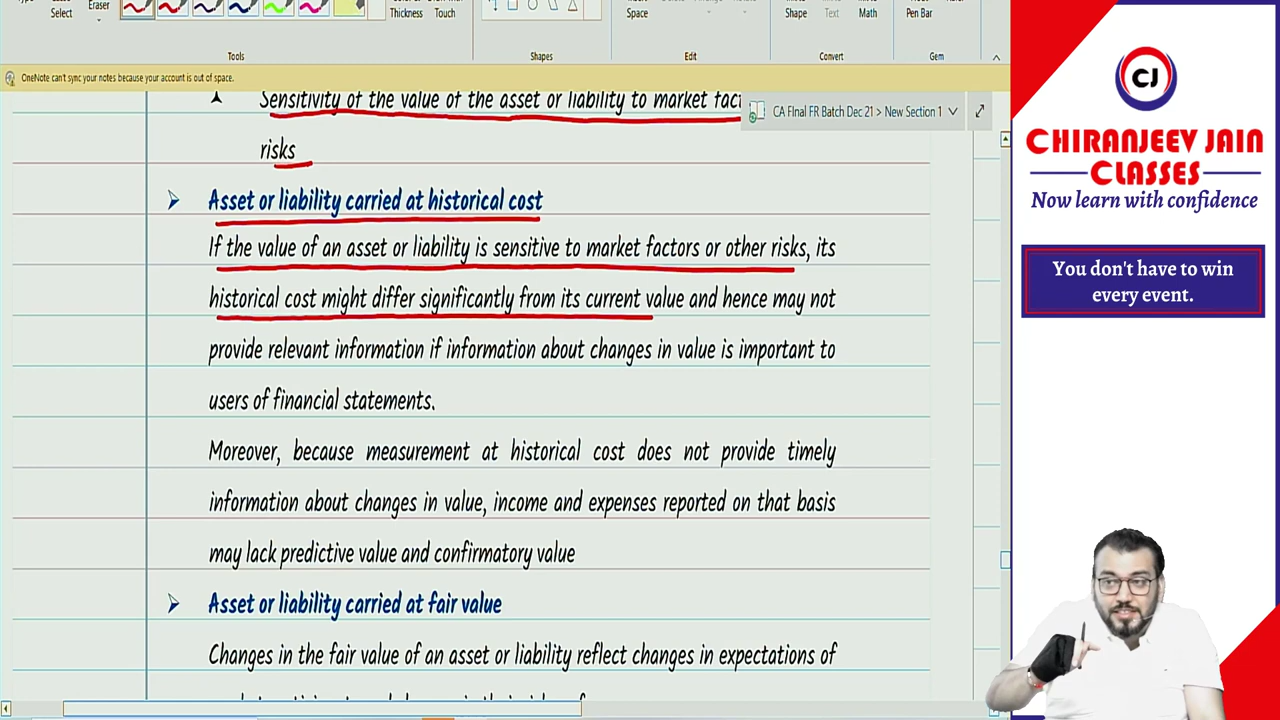 Eraser
Select
Thickness
Touch
Space
Shape
Text
Math
Pen Bar
Tools
Shapes
Edit
Convert
Gem
OneNote can't sync your notes because your account is out of space.
Sensitivity of the value of the asset or liability to market
CA FInal FR Batch Dec 21 > New Section 1
risks
Asset or liability carried at historical cost
If the value of an asset or liability is sensitive to market factors or other risks, its
historical cost might differ significantly from its current value and hence may not
provide relevant information if information about changes in value is important to
users of financial statements.
Moreover, because measurement at historical cost does not provide timely
information about changes in value, income and expenses reported on that basis
may lack predictive value and confirmatory value
Asset or liability carried at fair value
Changes in the fair value of an asset or liability reflect changes in expectations of
CJ
CHIRANJEEV JAIN
CLASSES
Now learn with confidence
You don't have to win
every event.